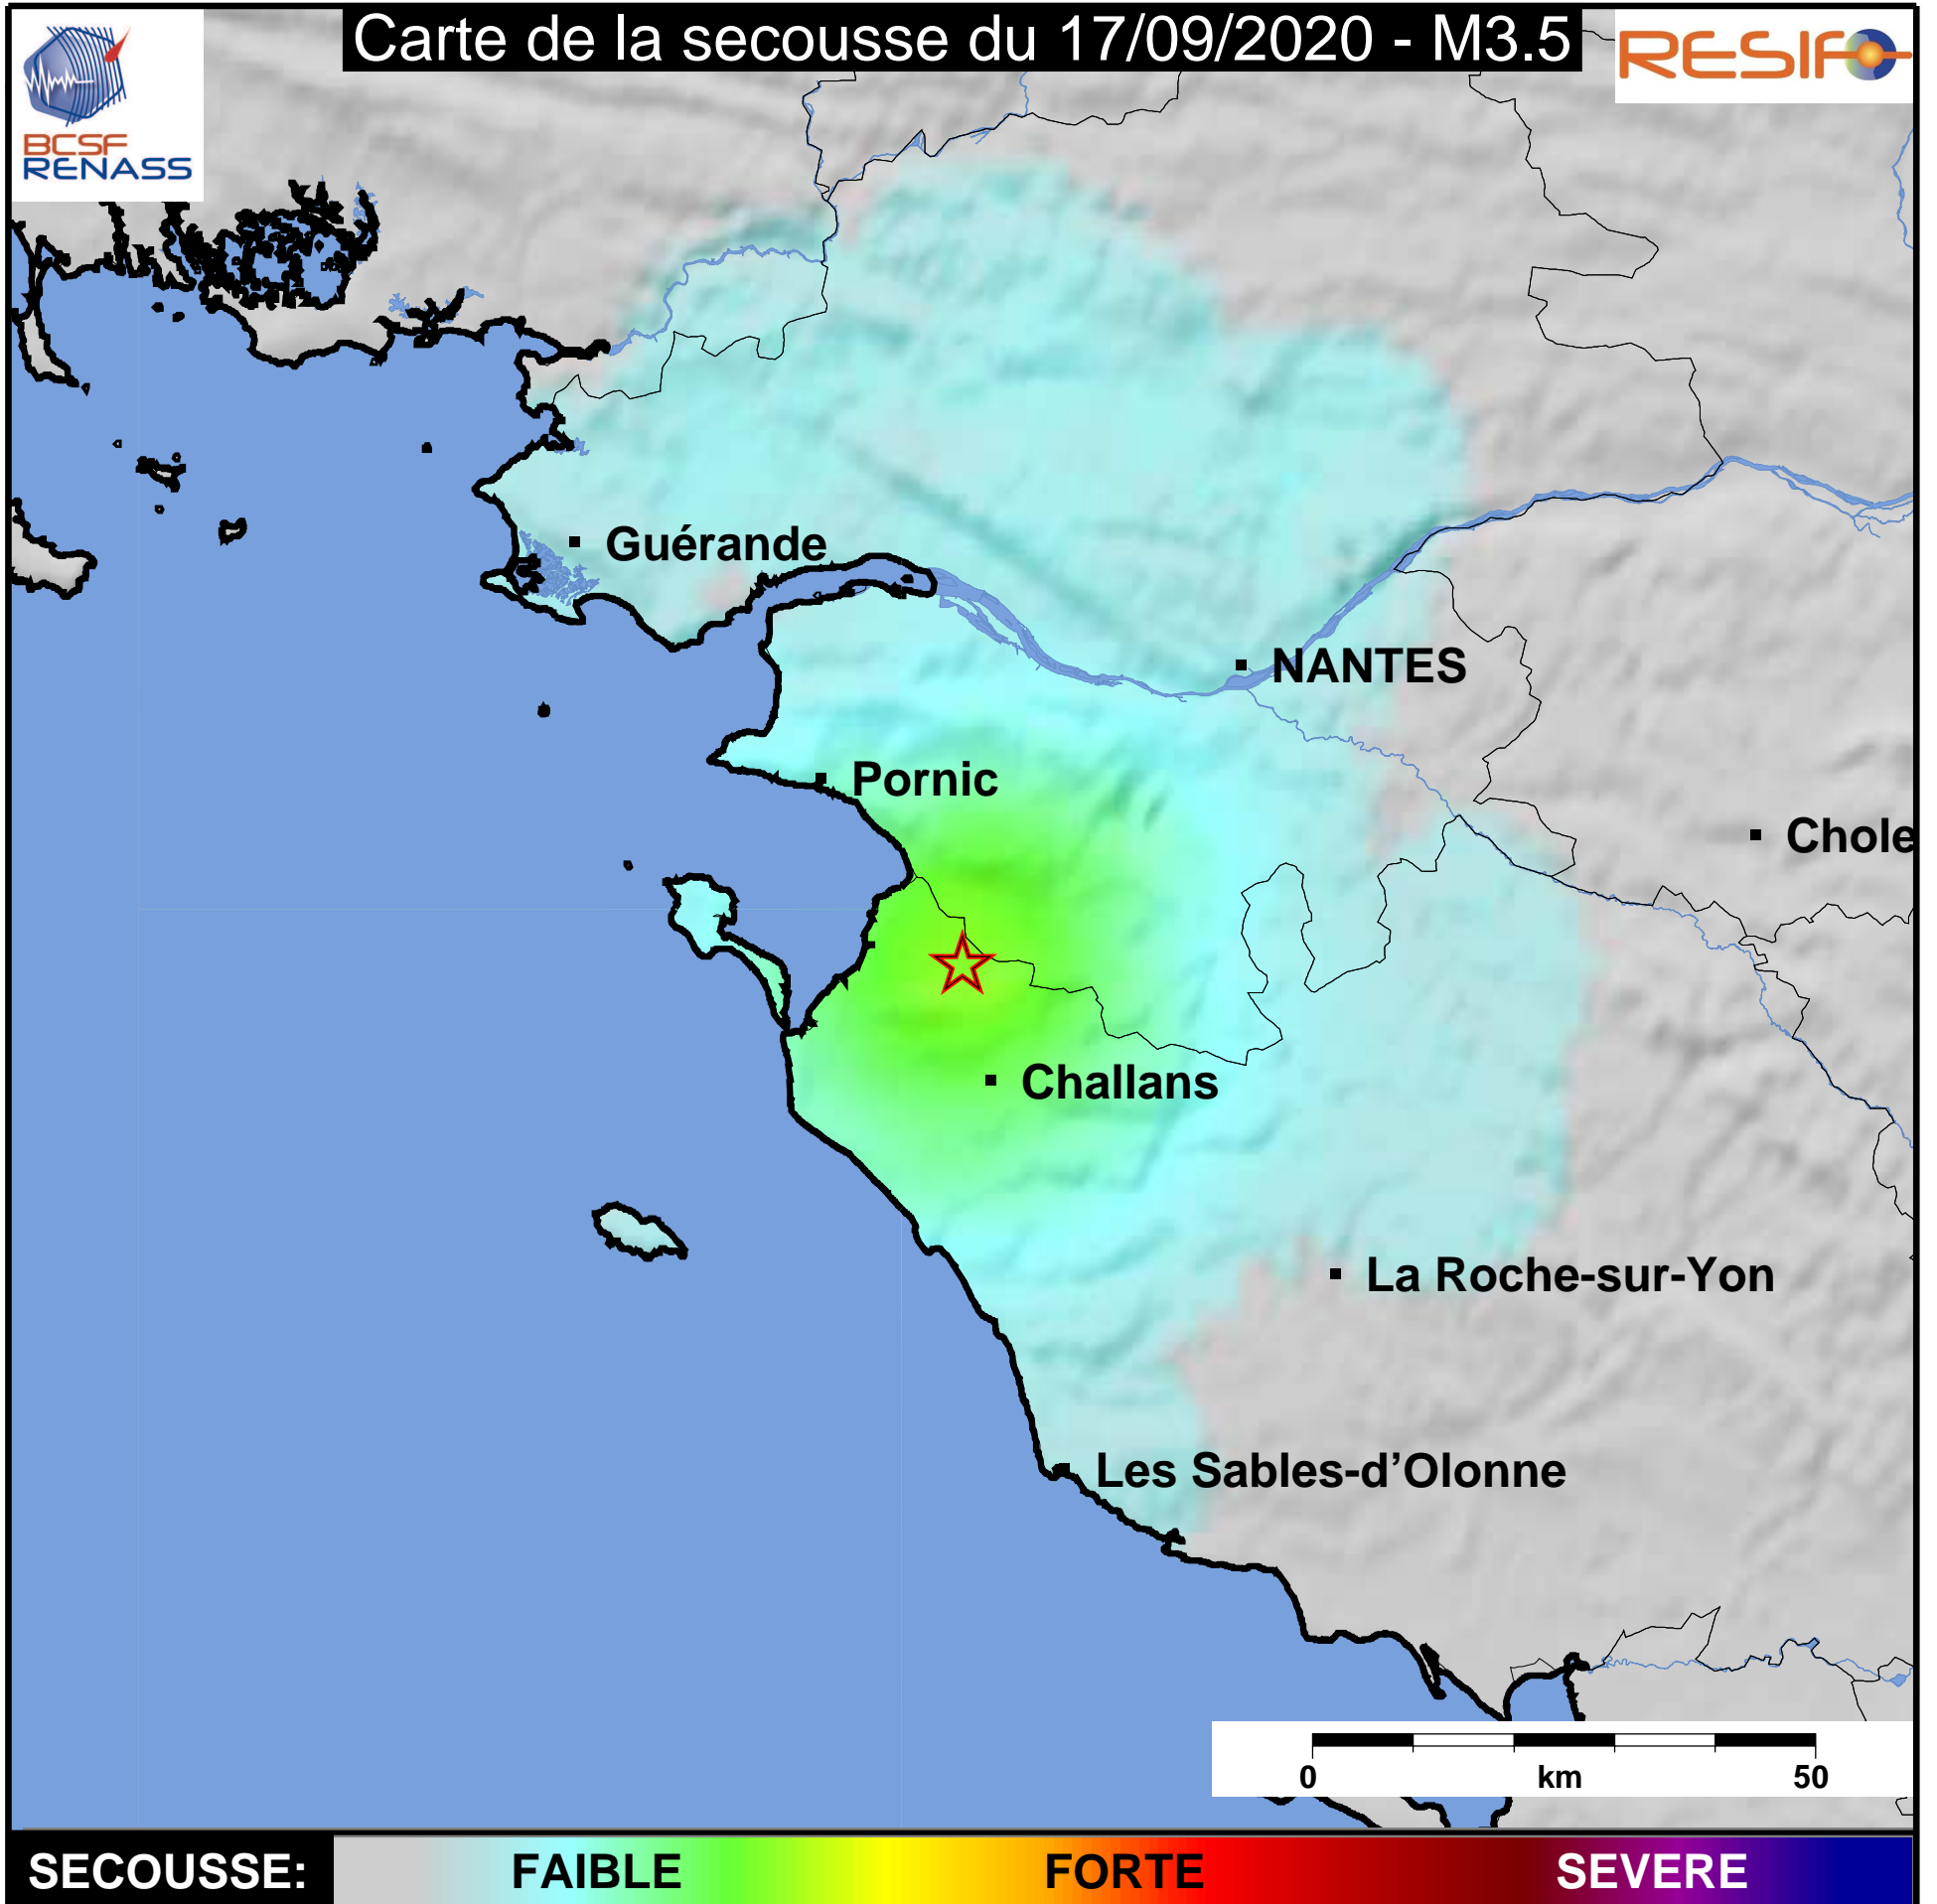 Carte de la secousse du 17/09/2020 - M3.5
RESIF
BCSF
RENASS
Guérande
NANTES
Pornic
Chole
Challans
La Roche-sur-Yon
Les Sables-d’Olonne
0 km 50
SECOUSSE: FAIBLE FORTE SEVERE